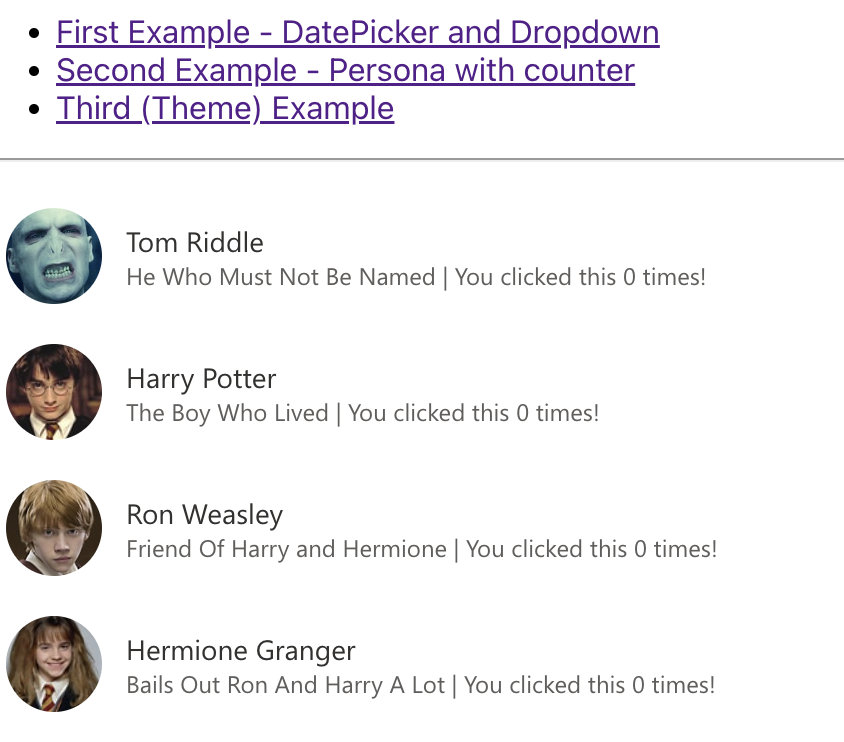 First Example - DatePicker and Dropdown
Second Example - Persona with counter
Third (Theme) Example
Tom Riddle
He Who Must Not Be Named | You clicked this 0 times!
Harry Potter
The Boy Who Lived | You clicked this 0 times!
Ron Weasley
Friend Of Harry and Hermione | You clicked this 0 times!
Hermione Granger
Bails Out Ron And Harry A Lot | You clicked this 0 times!